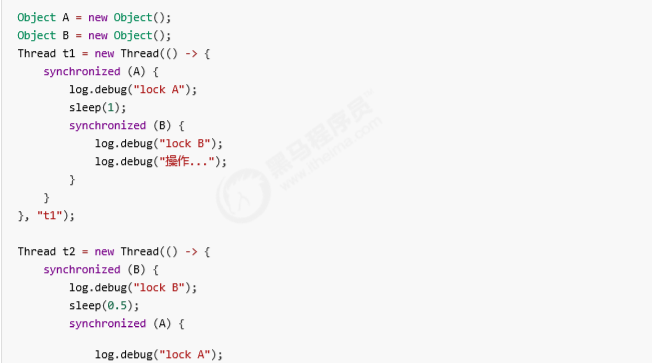 Object A = new Object();
Object B = new Object();
Thread t1 = new Thread(() -> {
    synchronized (A) {
        log.debug("lock A");
        sleep(1);
        synchronized (B) {
            log.debug("lock B");
            log.debug("操作...");
        }
    }
}, "t1");

Thread t2 = new Thread(() -> {
    synchronized (B) {
        log.debug("lock B");
        sleep(0.5);
        synchronized (A) {
            log.debug("lock A");
黑马程序员
www.itheima.com